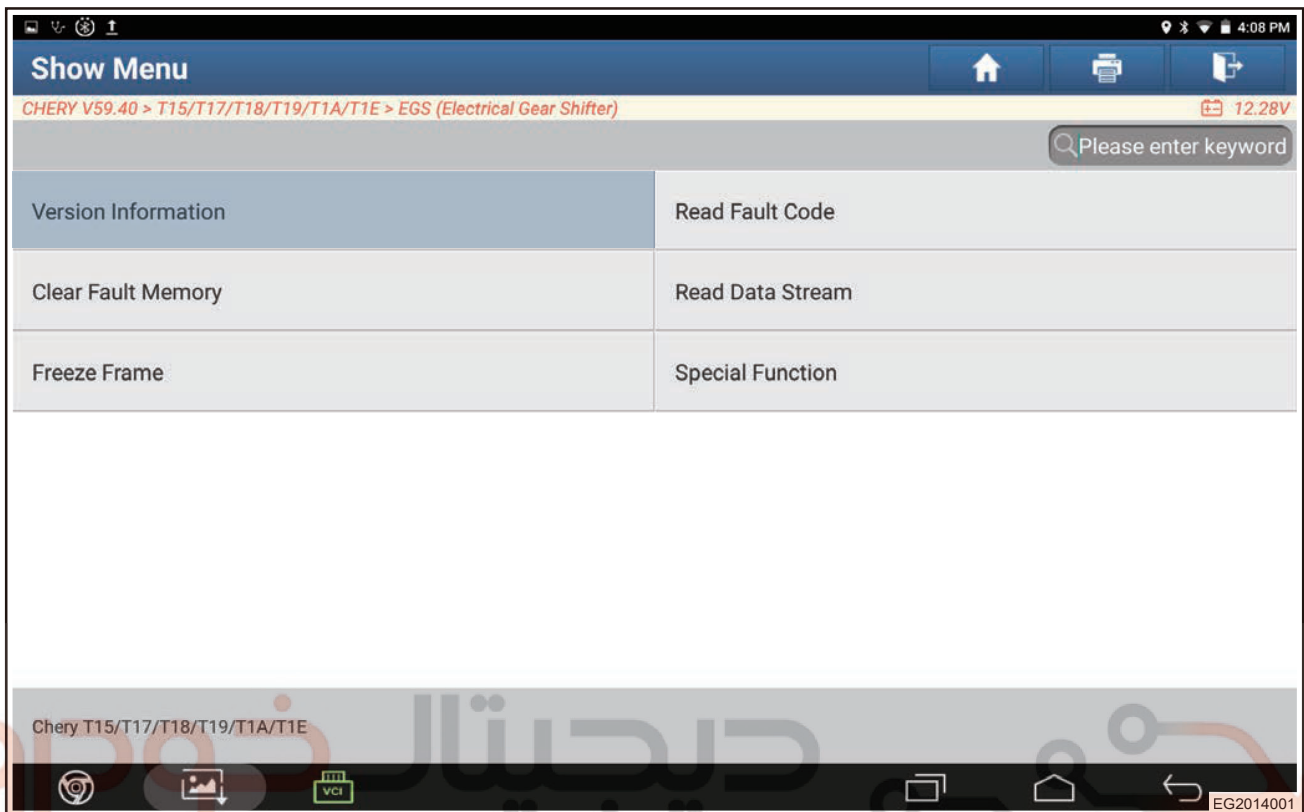 4:08 PM
Show Menu
CHERY V59.40 > T15/T17/T18/T19/T1A/T1E > EGS (Electrical Gear Shifter)
12.28V
Please enter keyword
Version Information
Read Fault Code
Clear Fault Memory
Read Data Stream
Freeze Frame
Special Function
Chery T15/T17/T18/T19/T1A/T1E
دیجیتال خودرو
VCI
EG2014001